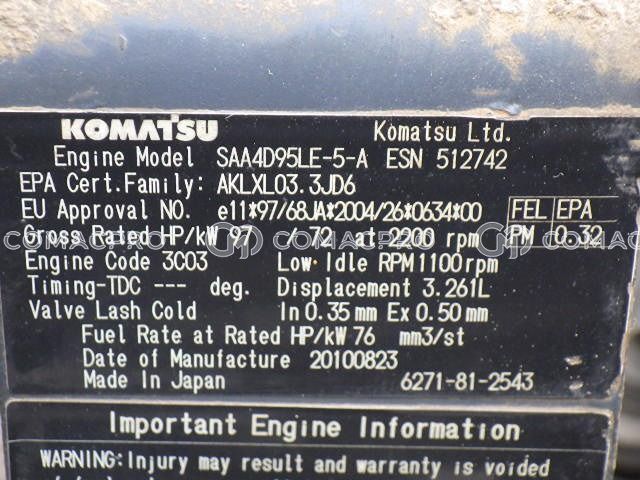 KOMATSU Komatsu Ltd.
Engine Model SAA4D95LE-5-A ESN 512742
EPA Cert.Family: AKLXL03.3JD6
EU Approval NO. e11*97/68JA*2004/26*0634*00 FEL EPA
Gross Rated HP/kW 97 / 72 at 2200 rpm PM 0.32
Engine Code 3C03 Low Idle RPM1100rpm
Timing-TDC --- deg. Displacement 3.261L
Valve Lash Cold In 0.35 mm Ex 0.50 mm
Fuel Rate at Rated HP/kW 76 mm3/st
Date of Manufacture 20100823
Made In Japan 6271-81-2543
Important Engine Information
WARNING:Injury may result and warranty is voided